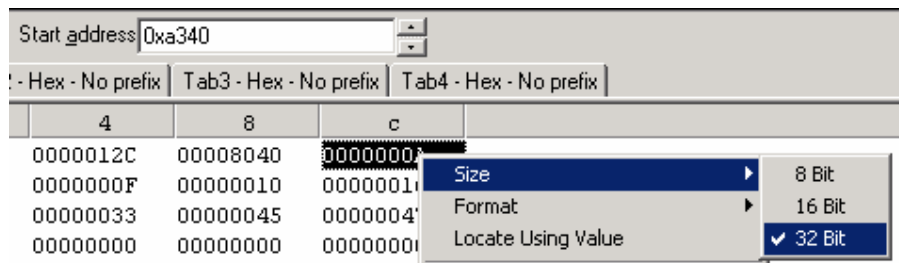 Start address 0xa340
- Hex - No prefix Tab3 - Hex - No prefix Tab4 - Hex - No prefix
4 8 c
0000012C 00008040
0000000F 00000010
00000033 00000045
00000000 00000000
Size
Format
Locate Using Value
8 Bit
16 Bit
32 Bit